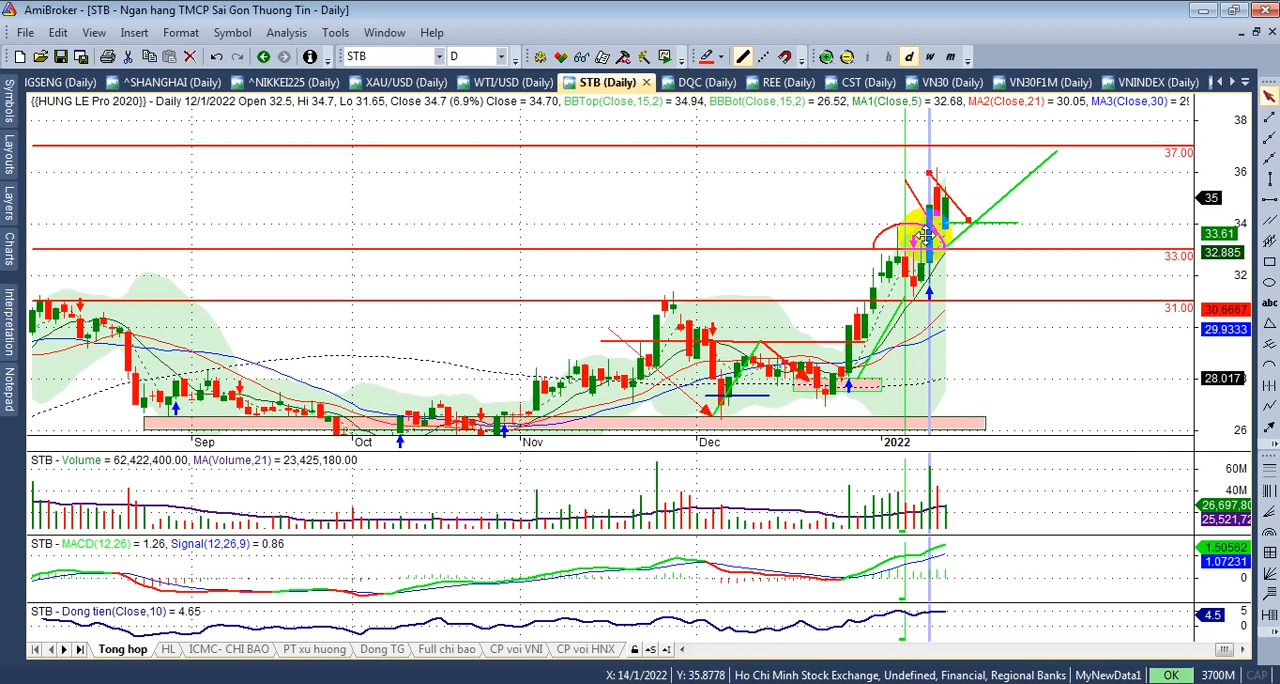 AmiBroker - [STB - Ngan hang TMCP Sai Gon Thuong Tin - Daily]
File Edit View Insert Format Symbol Analysis Tools Window Help
STB D d w m
IGSENG (Daily) ^SHANGHAI (Daily) ^NIKKEI225 (Daily) XAU/USD (Daily) WTI/USD (Daily) STB (Daily) DQC (Daily) REE (Daily) CST (Daily) VN30 (Daily) VN30F1M (Daily) VNINDEX (Daily)
Symbols
Layouts
Layers
Charts
Interpretation
Notepad
{{HUNG LE Pro 2020}} - Daily 12/1/2022 Open 32.5, Hi 34.7, Lo 31.65, Close 34.7 (6.9%) Close = 34.70, BBTop(Close,15,2) = 34.94, BBBot(Close,15,2) = 26.52, MA1(Close,5) = 32.68, MA2(Close,21) = 30.05, MA3(Close,30) = 29
38
37.00
36
35
34
33.61
32.885
33.00
32
31.00
30.6667
29.9333
28.017
26
Sep Oct Nov Dec 2022
STB - Volume = 62,422,400.00, MA(Volume,21) = 23,425,180.00
60M
40M
26,697,80
25,521,72
STB - MACD(12,26) = 1.26, Signal(12,26,9) = 0.86
1.50562
1.07231
0
STB - Dong tien(Close,10) = 4.65
5
4.5
0
Tong hop HL ICMC- CHI BAO PT xu huong Dong TG Full chi bao CP voi VNI CP voi HNX
X: 14/1/2022 Y: 35.8778 Ho Chi Minh Stock Exchange, Undefined, Financial, Regional Banks MyNewData1 OK 3700M CAP
abc